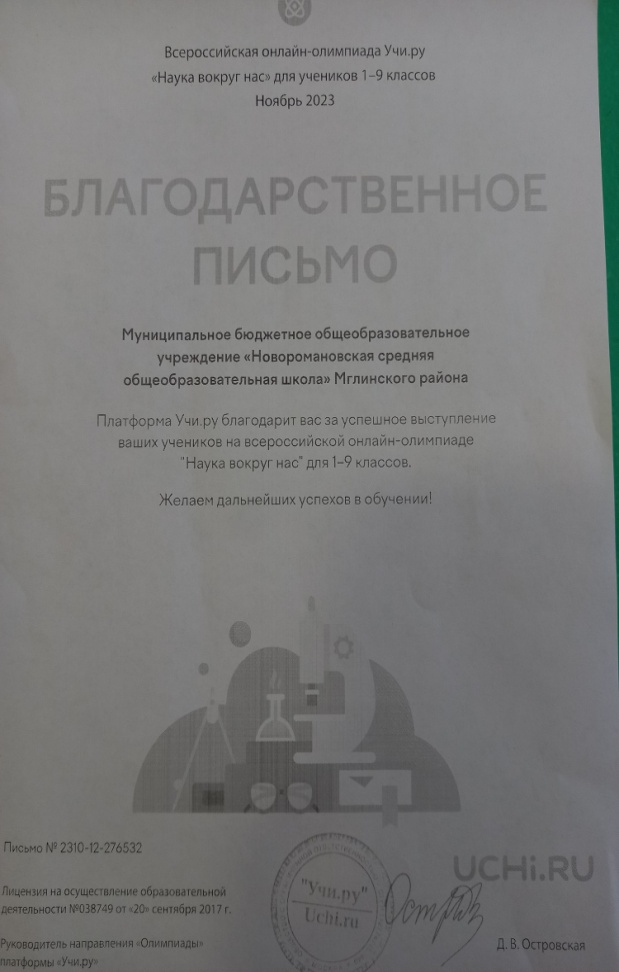 Всероссийская онлайн-олимпиада Учи.ру
«Наука вокруг нас» для учеников 1–9 классов
Ноябрь 2023
БЛАГОДАРСТВЕННОЕ
ПИСЬМО
Муниципальное бюджетное общеобразовательное
учреждение «Новоромановская средняя
общеобразовательная школа» Мглинского района
Платформа Учи.ру благодарит вас за успешное выступление
ваших учеников на всероссийской онлайн-олимпиаде
"Наука вокруг нас" для 1–9 классов.
Желаем дальнейших успехов в обучении!
Письмо № 2310-12-276532
UCHi.RU
Лицензия на осуществление образовательной
деятельности №038749 от «20» сентября 2017 г.
"Учи.ру"
Uchi.ru
Руководитель направления «Олимпиады»
платформы «Учи.ру»
Д. В. Островская